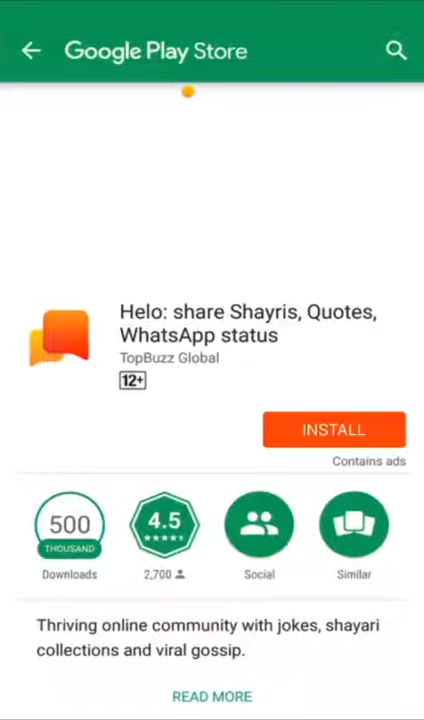 Google Play Store
Helo: share Shayris, Quotes,
WhatsApp status
TopBuzz Global
12+
INSTALL
Contains ads
500
THOUSAND
4.5
Downloads
2,700
Social
Similar
Thriving online community with jokes, shayari
collections and viral gossip.
READ MORE